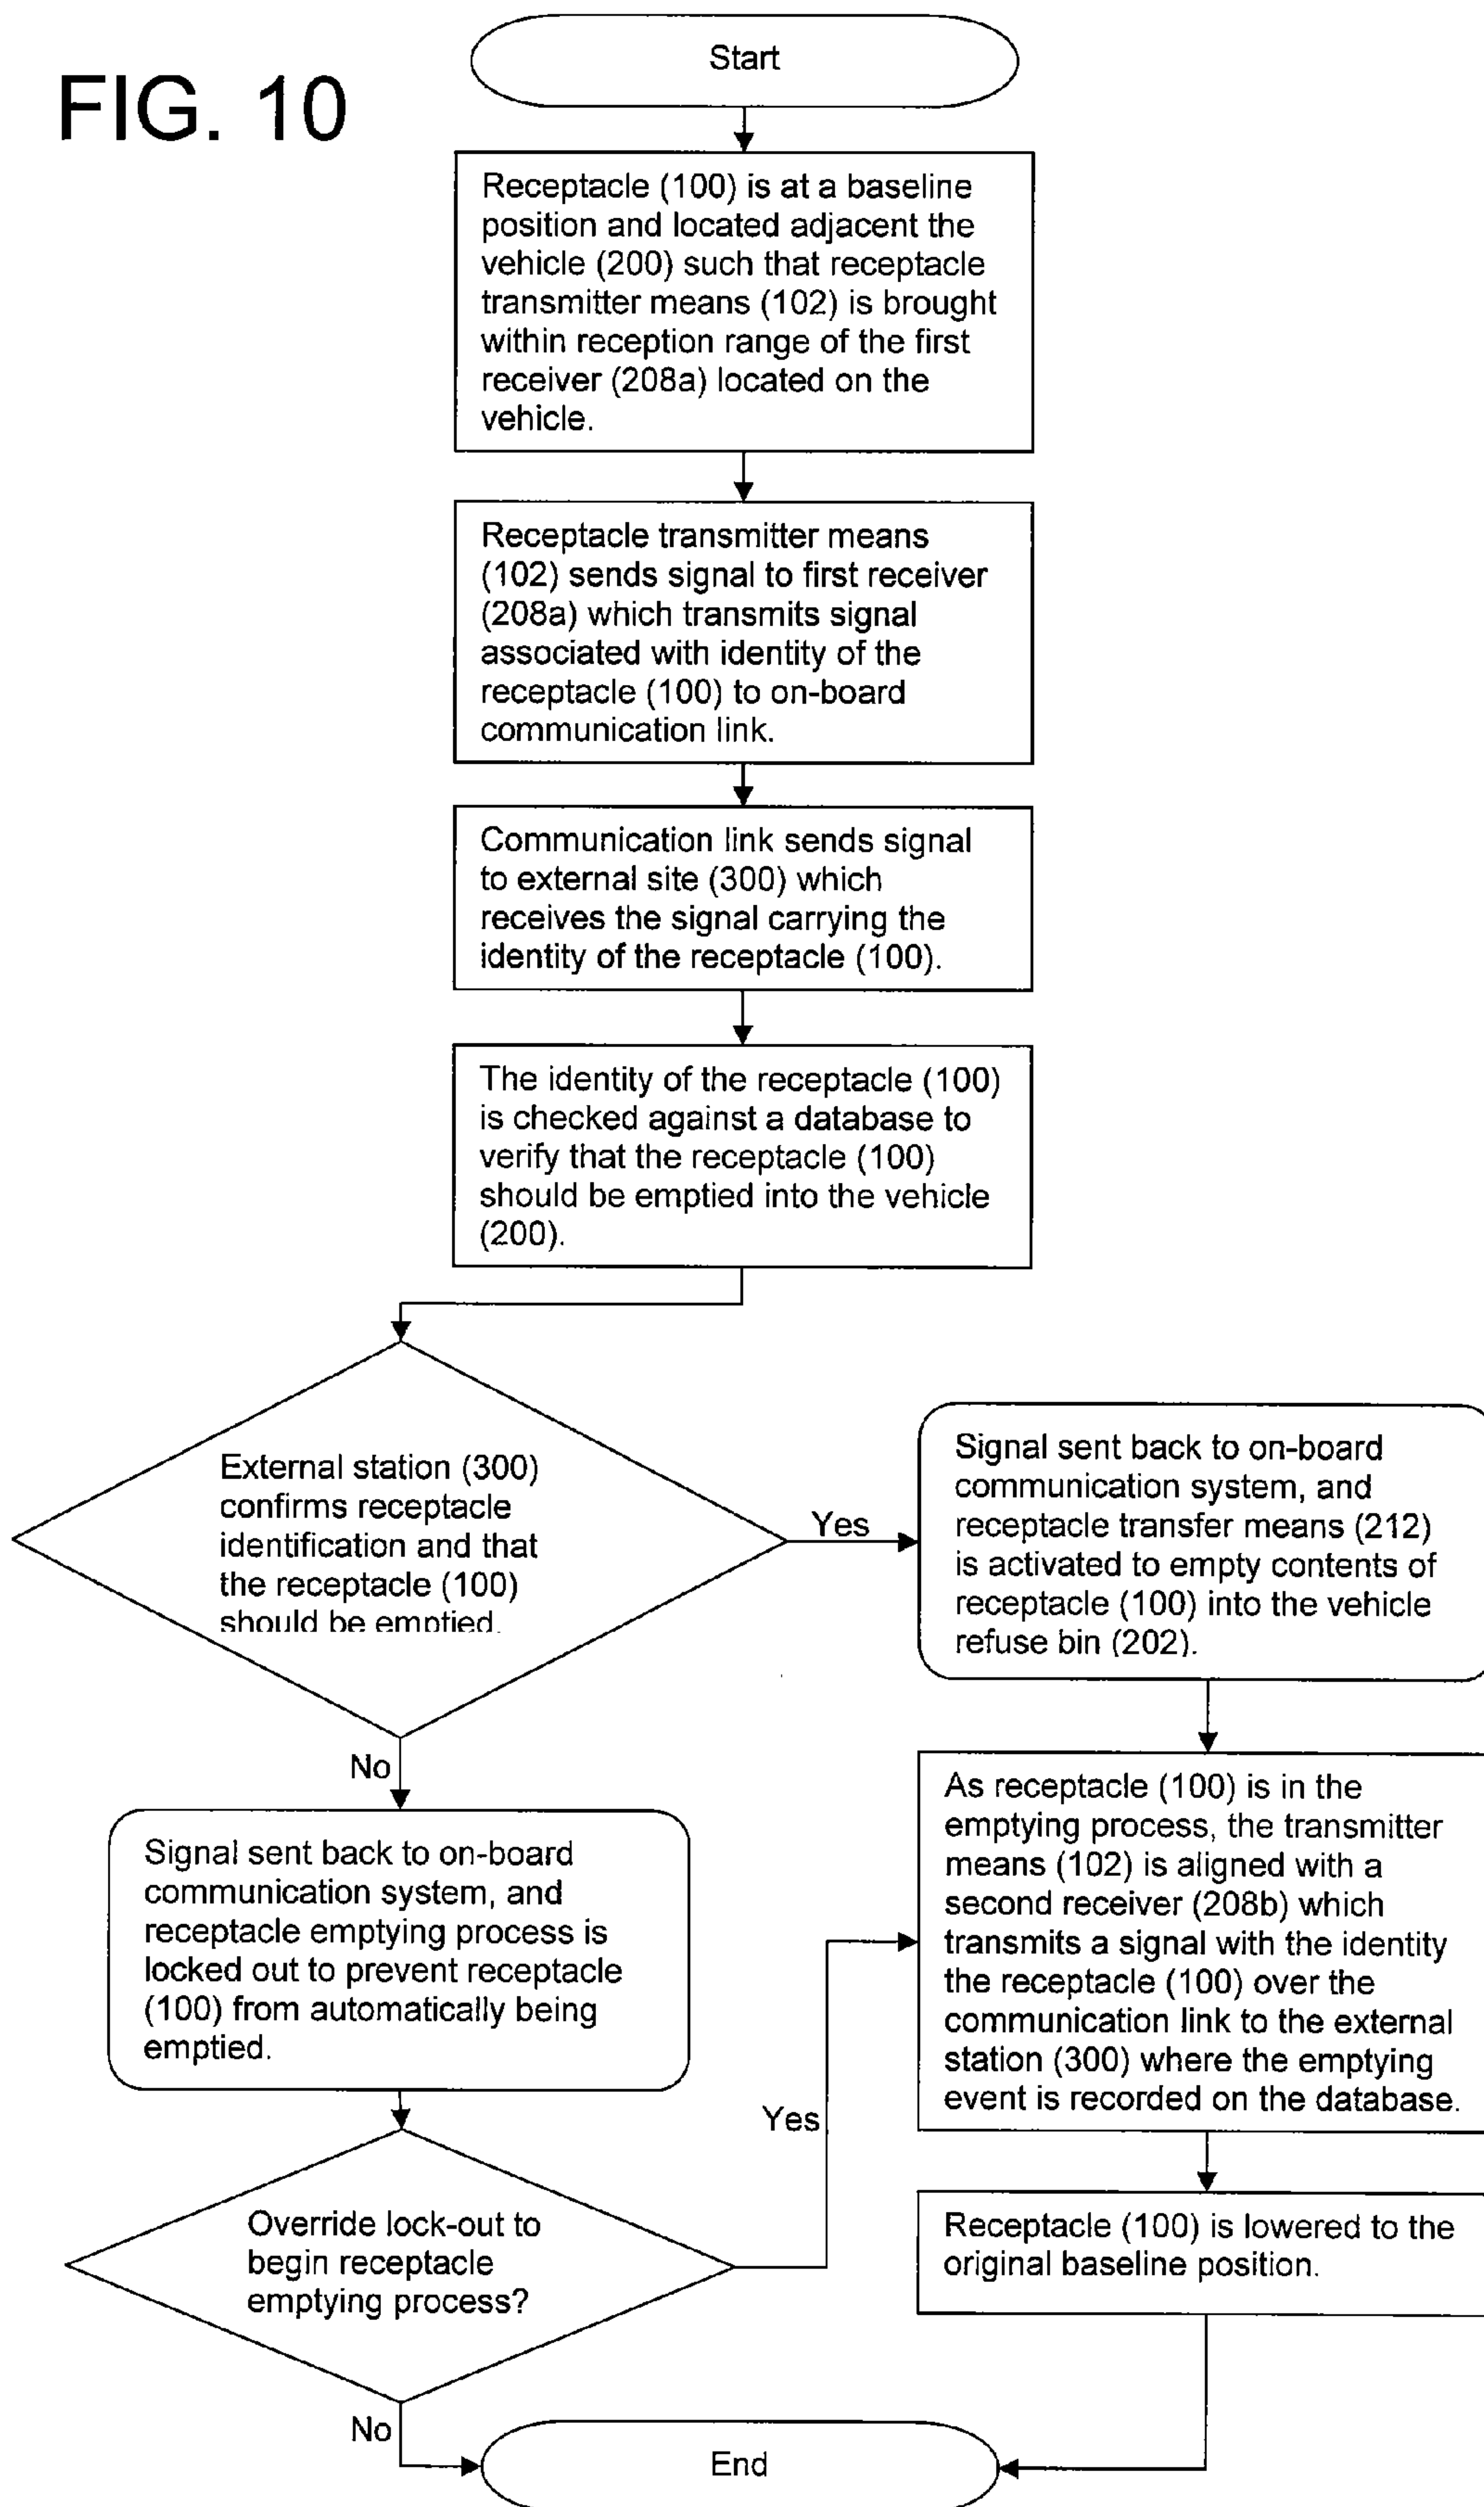 FIG. 10
Start
Receptacle (100) is at a baseline
position and located adjacent the
vehicle (200) such that receptacle
transmitter means (102) is brought
within reception range of the first
receiver (208a) located on the
vehicle.
Receptacle transmitter means
(102) sends signal to first receiver
(208a) which transmits signal
associated with identity of the
receptacle (100) to on-board
communication link.
Communication link sends signal
to external site (300) which
receives the signal carrying the
identity of the receptacle (100).
The identity of the receptacle (100)
is checked against a database to
verify that the receptacle (100)
should be emptied into the vehicle
(200).
External station (300)
confirms receptacle
identification and that
the receptacle (100)
should be emptied.
Yes
Signal sent back to on-board
communication system, and
receptacle transfer means (212)
is activated to empty contents of
receptacle (100) into the vehicle
refuse bin (202).
No
Signal sent back to on-board
communication system, and
receptacle emptying process is
locked out to prevent receptacle
(100) from automatically being
emptied.
As receptacle (100) is in the
emptying process, the transmitter
means (102) is aligned with a
second receiver (208b) which
transmits a signal with the identity
the receptacle (100) over the
communication link to the external
station (300) where the emptying
event is recorded on the database.
Yes
Override lock-out to
begin receptacle
emptying process?
Receptacle (100) is lowered to the
original baseline position.
No
End